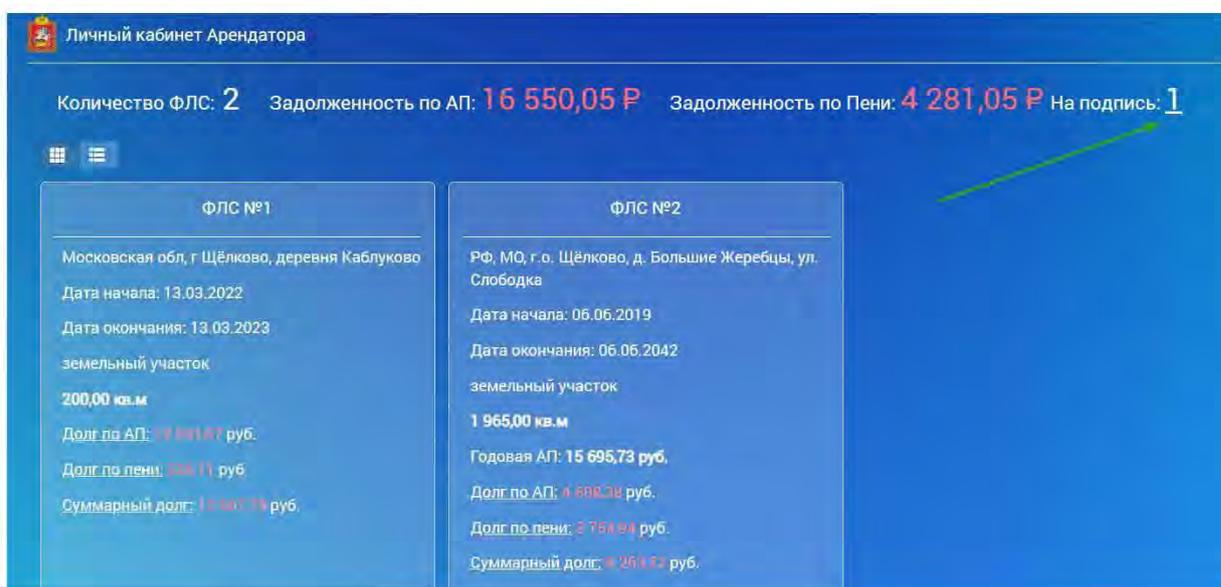 Личный кабинет Арендатора
Количество ФЛС: 2 Задолженность по АП: 16 550,05 ₽ Задолженность по Пени: 4 281,05 ₽ На подпись: 1
ФЛС №1
Московская обл, г Щёлково, деревня Каблуково
Дата начала: 13.03.2022
Дата окончания: 13.03.2023
земельный участок
200,00 кв.м
Долг по АП: руб.
Долг по пени: руб
Суммарный долг: руб.
ФЛС №2
РФ, МО, г.о. Щёлково, д. Большие Жеребцы, ул.
Слободка
Дата начала: 06.06.2019
Дата окончания: 06.06.2042
земельный участок
1 965,00 кв.м
Годовая АП: 15 695,73 руб.
Долг по АП: руб.
Долг по пени: руб.
Суммарный долг: руб.